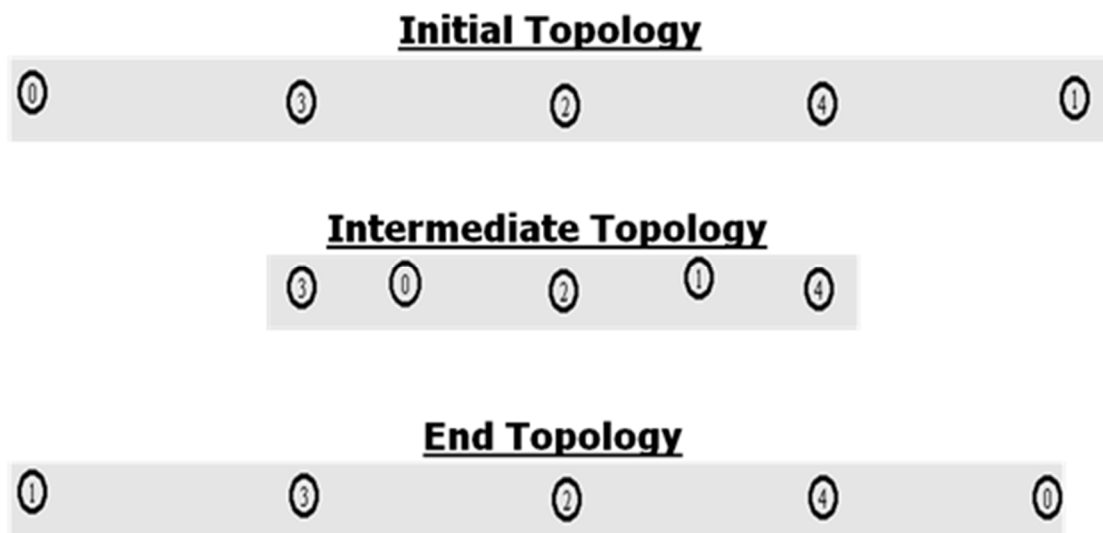 Initial Topology
0 3 2 4 1
Intermediate Topology
3 0 2 1 4
End Topology
1 3 2 4 0